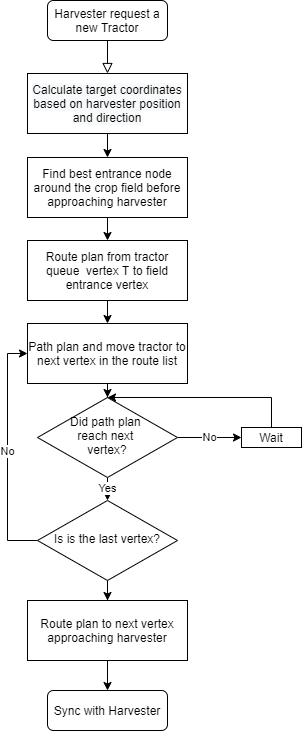 Harvester request a
new Tractor
Calculate target coordinates
based on harvester position
and direction
Find best entrance node
around the crop field before
approaching harvester
Route plan from tractor
queue vertex T to field
entrance vertex
Path plan and move tractor to
next vertex in the route list
Did path plan
reach next
vertex?
No
Wait
No
Yes
Is is the last vertex?
Route plan to next vertex
approaching harvester
Sync with Harvester